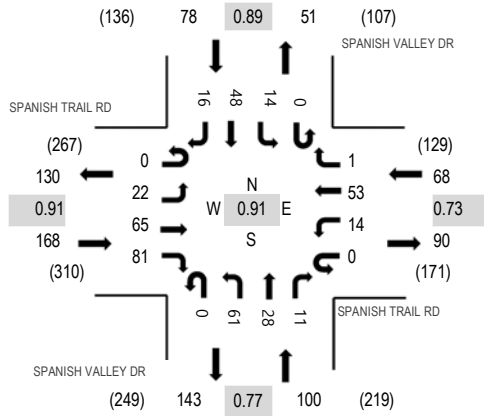 (136) 78 0.89 51 (107)
SPANISH VALLEY DR
SPANISH TRAIL RD
16 48 14 0
(267) (129)
0 1
130 68
22 N 53
0.91 W 0.91 E 0.73
65 S 14
168 90
81 0
(310) (171)
0 61 28 11
SPANISH TRAIL RD
SPANISH VALLEY DR
(249) 143 0.77 100 (219)